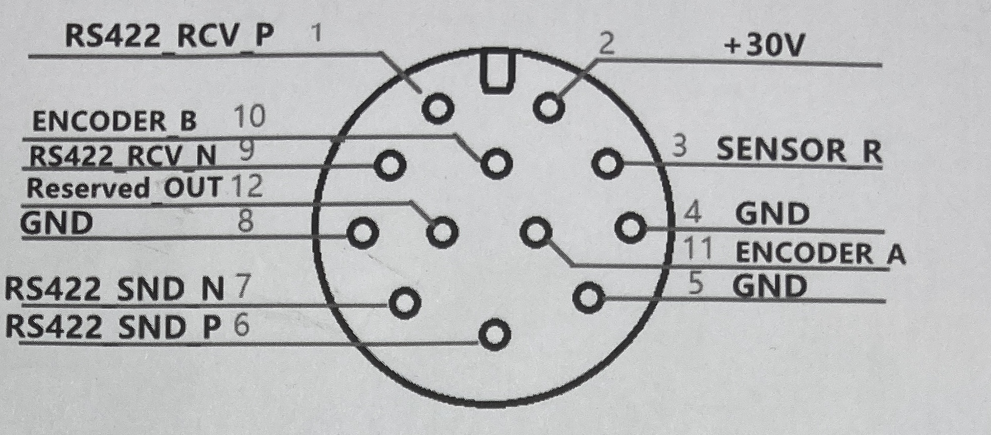 RS422_RCV_P 1
2 +30V
ENCODER_B 10
RS422_RCV_N 9
3 SENSOR_R
Reserved_OUT 12
GND 8
4 GND
11 ENCODER_A
RS422_SND_N 7
5 GND
RS422_SND_P 6